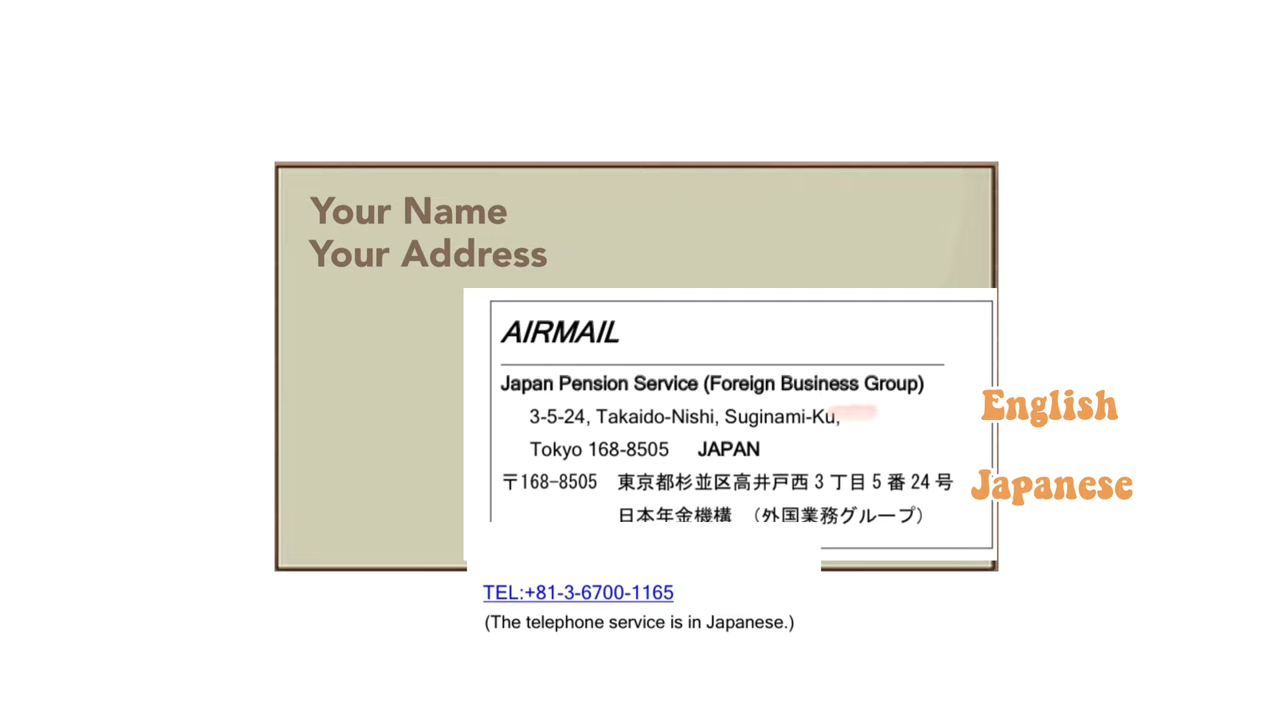 Your Name
Your Address
AIRMAIL
Japan Pension Service (Foreign Business Group)
3-5-24, Takaido-Nishi, Suginami-Ku,
English
Tokyo 168-8505 JAPAN
〒168-8505 東京都杉並区高井戸西 3 丁目 5 番 24 号
Japanese
日本年金機構 (外国業務グループ)
TEL:+81-3-6700-1165
(The telephone service is in Japanese.)